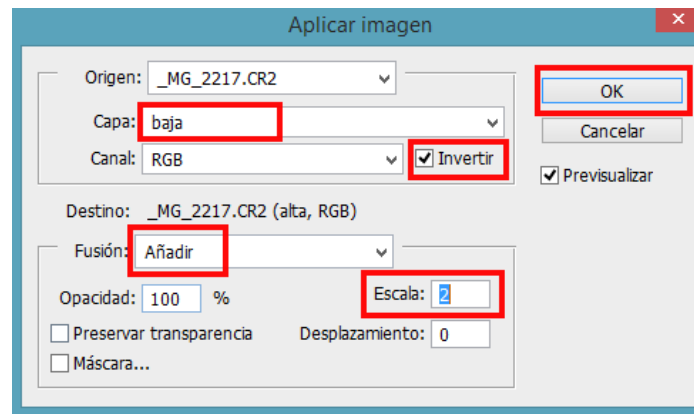 Aplicar imagen
Origen: _MG_2217.CR2
OK
Capa: baja
Cancelar
Canal: RGB Invertir
Previsualizar
Destino: _MG_2217.CR2 (alta, RGB)
Fusión: Añadir
Opacidad: 100 % Escala: 2
Preservar transparencia Desplazamiento: 0
Máscara...